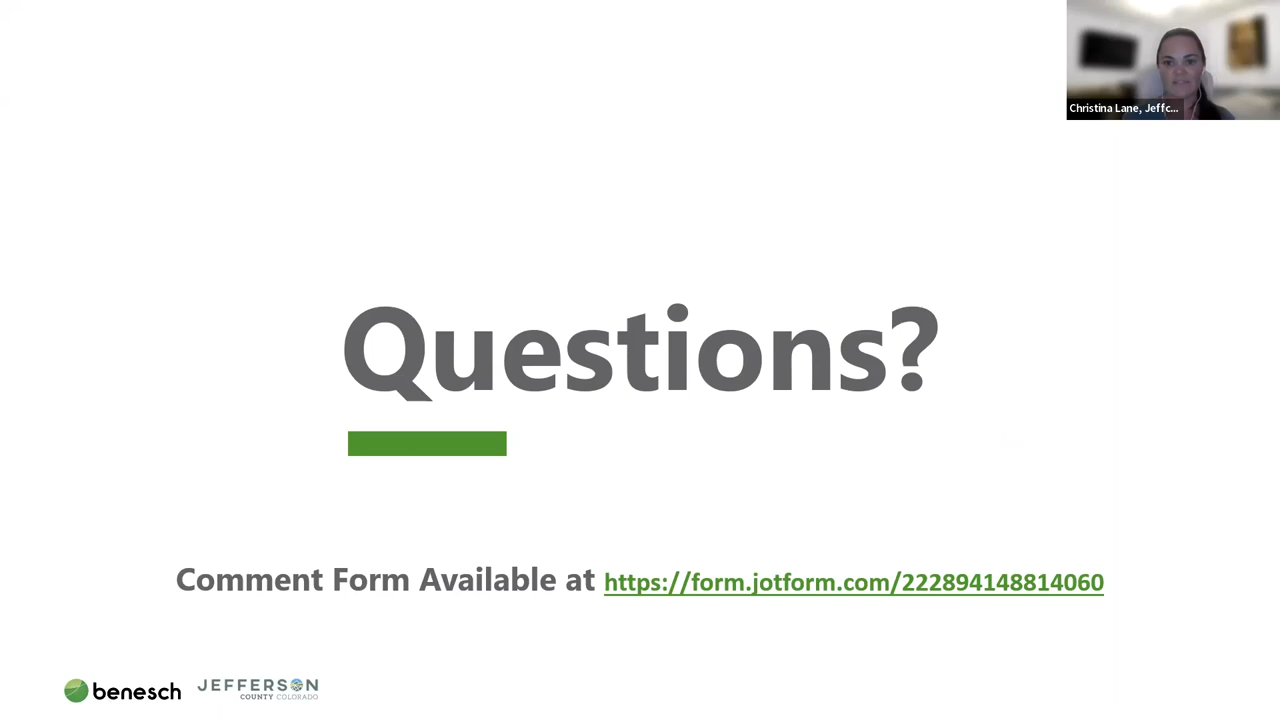 Christina Lane, Jeffc...
Questions?
Comment Form Available at https://form.jotform.com/222894148814060
benesch
JEFFERSON
COUNTY COLORADO